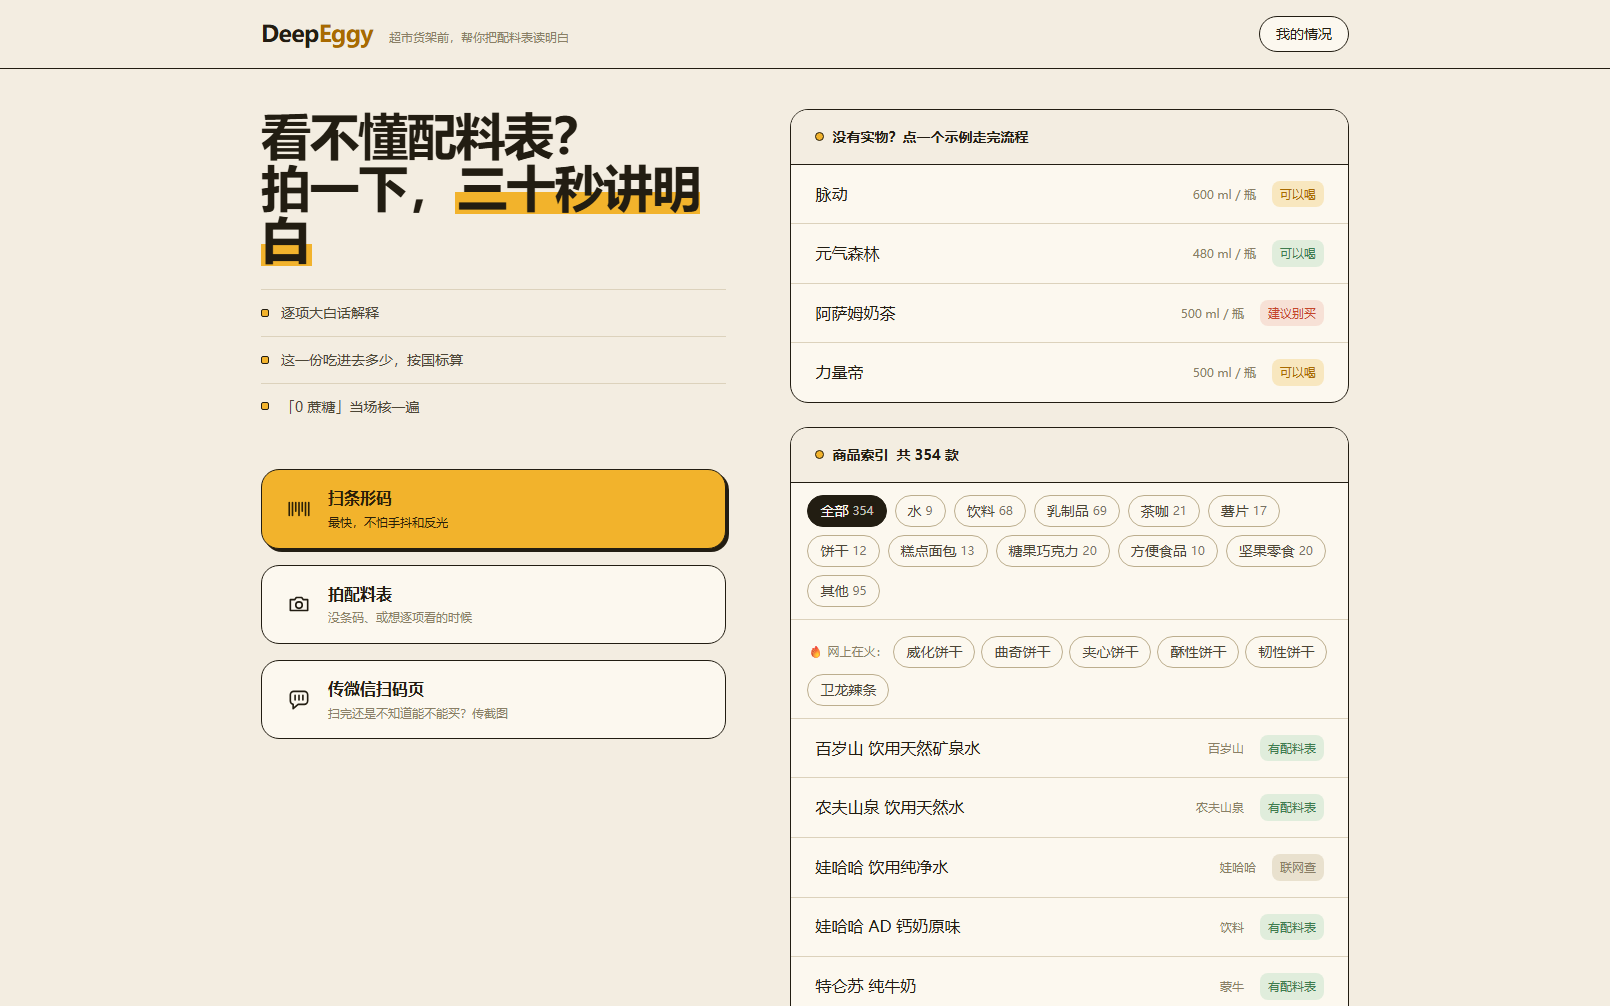 DeepEggy 超市货架前，帮你把配料表读明白
我的情况
看不懂配料表？
拍一下，三十秒讲明
白
逐项大白话解释
这一份吃进去多少，按国标算
「0 蔗糖」当场核一遍
扫条形码
最快，不怕手抖和反光
拍配料表
没条码、或想逐项看的时候
传微信扫码页
扫完还是不知道能不能买？传截图
没有实物？点一个示例走完流程
脉动 600 ml / 瓶 可以喝
元气森林 480 ml / 瓶 可以喝
阿萨姆奶茶 500 ml / 瓶 建议别买
力量帝 500 ml / 瓶 可以喝
商品索引 共 354 款
全部 354 水 9 饮料 68 乳制品 69 茶咖 21 薯片 17
饼干 12 糕点面包 13 糖果巧克力 20 方便食品 10 坚果零食 20
其他 95
网上在火： 威化饼干 曲奇饼干 夹心饼干 酥性饼干 韧性饼干
卫龙辣条
百岁山 饮用天然矿泉水 百岁山 有配料表
农夫山泉 饮用天然水 农夫山泉 有配料表
娃哈哈 饮用纯净水 娃哈哈 联网查
娃哈哈 AD 钙奶原味 饮料 有配料表
特仑苏 纯牛奶 蒙牛 有配料表